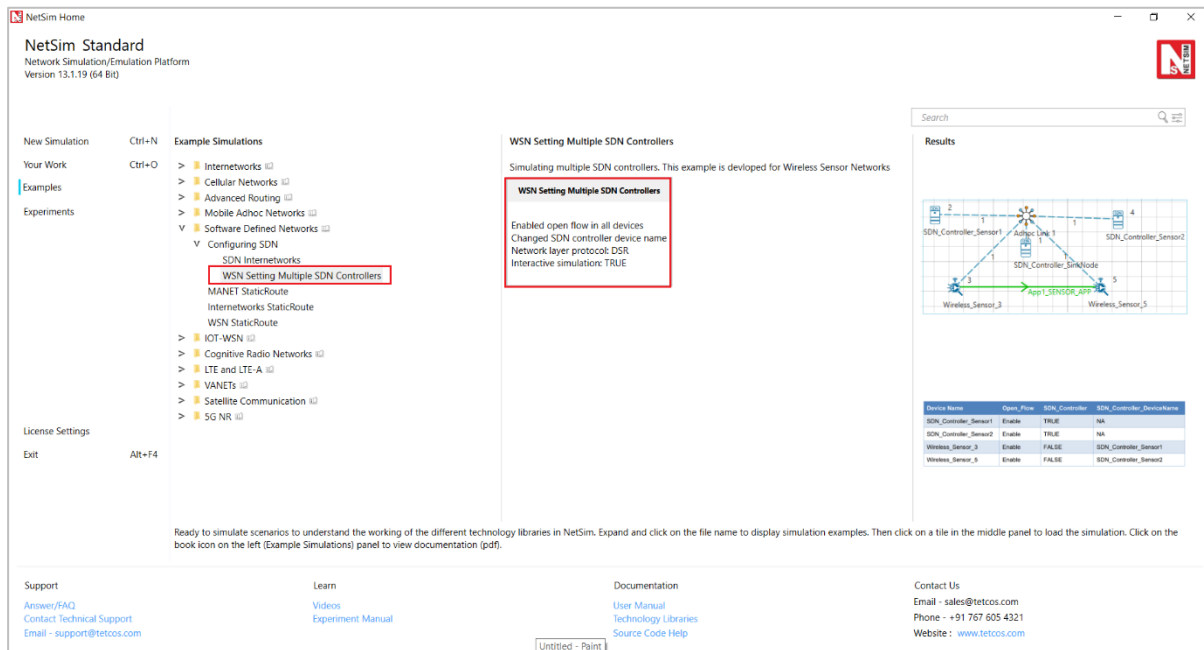 NetSim Home
NetSim Standard
Network Simulation/Emulation Platform
Version 13.1.19 (64 Bit)
NETSIM
Search
New Simulation Ctrl+N
Your Work Ctrl+O
Examples
Experiments
License Settings
Exit Alt+F4
Example Simulations
> Internetworks
> Cellular Networks
> Advanced Routing
> Mobile Adhoc Networks
v Software Defined Networks
v Configuring SDN
SDN Internetworks
WSN Setting Multiple SDN Controllers
MANET StaticRoute
Internetworks StaticRoute
WSN StaticRoute
> IOT-WSN
> Cognitive Radio Networks
> LTE and LTE-A
> VANETs
> Satellite Communication
> 5G NR
WSN Setting Multiple SDN Controllers
Simulating multiple SDN controllers. This example is devloped for Wireless Sensor Networks
WSN Setting Multiple SDN Controllers
Enabled open flow in all devices
Changed SDN controller device name
Network layer protocol: DSR
Interactive simulation: TRUE
Results
2
SDN_Controller_Sensor1
1
Adhoc Link 1
1
4
SDN_Controller_Sensor2
1
SDN_Controller_SinkNode
1
1
3
Wireless_Sensor_3
App1_SENSOR_APP
5
Wireless_Sensor_5
Device Name Open_Flow SDN_Controller SDN_Controller_DeviceName
SDN_Controller_Sensor1 Enable TRUE NA
SDN_Controller_Sensor2 Enable TRUE NA
Wireless_Sensor_3 Enable FALSE SDN_Controller_Sensor1
Wireless_Sensor_5 Enable FALSE SDN_Controller_Sensor2
Ready to simulate scenarios to understand the working of the different technology libraries in NetSim. Expand and click on the file name to display simulation examples. Then click on a tile in the middle panel to load the simulation. Click on the
book icon on the left (Example Simulations) panel to view documentation (pdf).
Support
Answer/FAQ
Contact Technical Support
Email - support@tetcos.com
Learn
Videos
Experiment Manual
Documentation
User Manual
Technology Libraries
Source Code Help
Contact Us
Email - sales@tetcos.com
Phone - +91 767 605 4321
Website : www.tetcos.com
Untitled - Paint